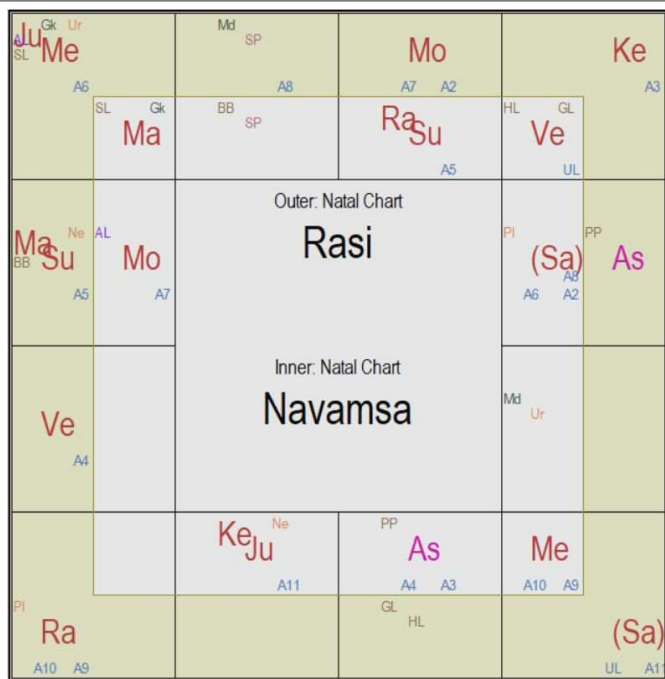 Gk Ur Md
Ju AL Me SP Mo Ke
SL
A6 A8 A7 A2 A3
SL Gk BB Ra HL GL
Ma SP Su Ve
A5 UL
Outer: Natal Chart
Ma Ne AL Rasi Pl PP
Su Mo (Sa) As
BB A8
A5 A7 A6 A2
Inner: Natal Chart
Ve Navamsa Md
Ur
A4
Ke Ne PP
Ju As Me
A11 A4 A3 A10 A9
Pl GL
Ra HL (Sa)
A10 A9 UL A11